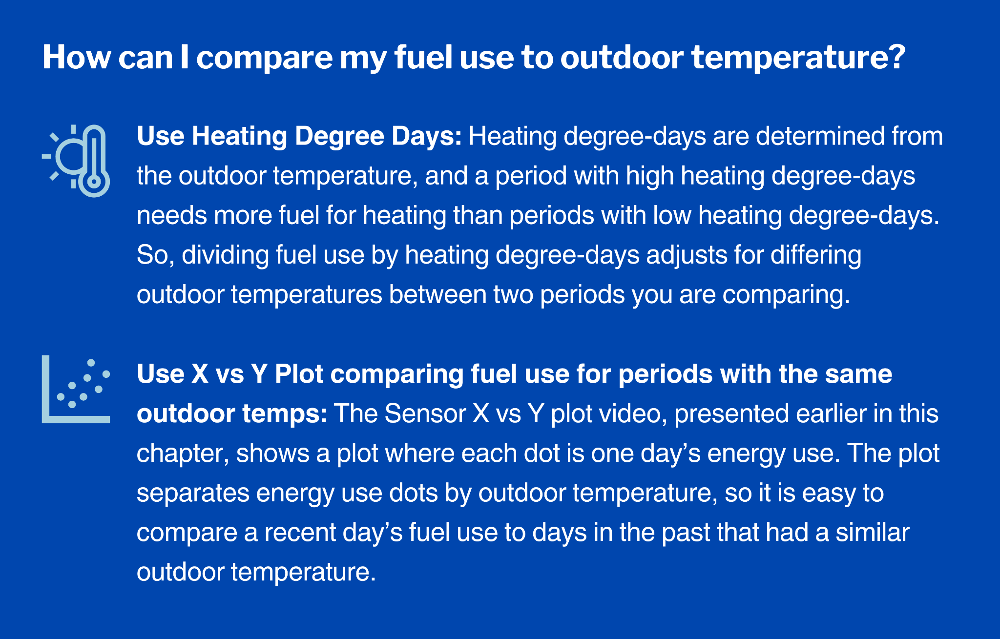 How can I compare my fuel use to outdoor temperature?
Use Heating Degree Days: Heating degree-days are determined from
the outdoor temperature, and a period with high heating degree-days
needs more fuel for heating than periods with low heating degree-days.
So, dividing fuel use by heating degree-days adjusts for differing
outdoor temperatures between two periods you are comparing.
Use X vs Y Plot comparing fuel use for periods with the same
outdoor temps: The Sensor X vs Y plot video, presented earlier in this
chapter, shows a plot where each dot is one day’s energy use. The plot
separates energy use dots by outdoor temperature, so it is easy to
compare a recent day’s fuel use to days in the past that had a similar
outdoor temperature.